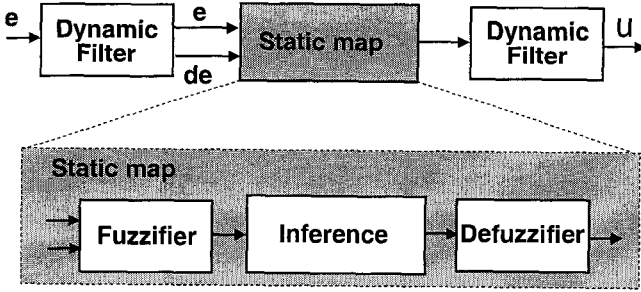 e
Dynamic
Filter
e
de
Static map
Dynamic
Filter
U
Static map
Fuzzifier
Inference
Defuzzifier